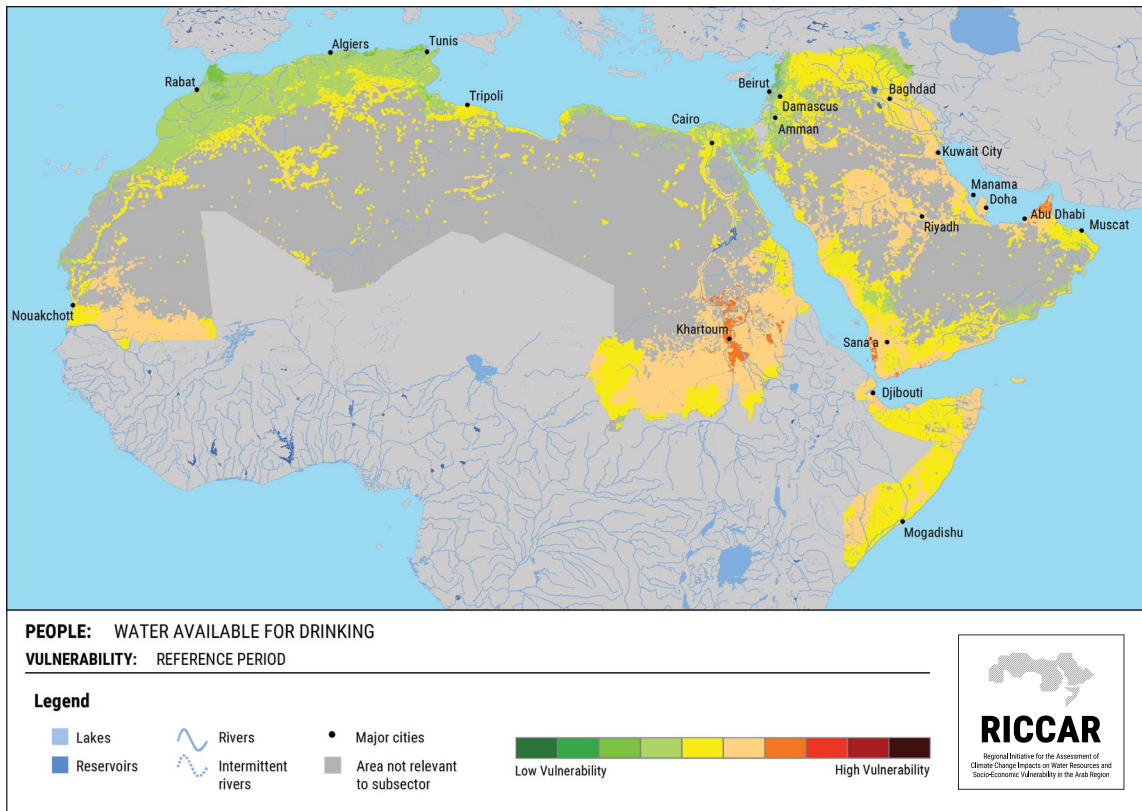 Algiers
Tunis
Rabat
Tripoli
Beirut
Damascus
Baghdad
Cairo
Amman
Kuwait City
Manama
Doha
Abu Dhabi
Riyadh
Muscat
Nouakchott
Khartoum
Sana'a
Djibouti
Mogadishu
PEOPLE: WATER AVAILABLE FOR DRINKING
VULNERABILITY: REFERENCE PERIOD
Legend
Lakes
Rivers
Major cities
Reservoirs
Intermittent
rivers
Area not relevant
to subsector
Low Vulnerability
High Vulnerability
RICCAR
Regional Initiative for the Assessment of
Climate Change Impacts on Water Resources and
Socio-Economic Vulnerability in the Arab Region